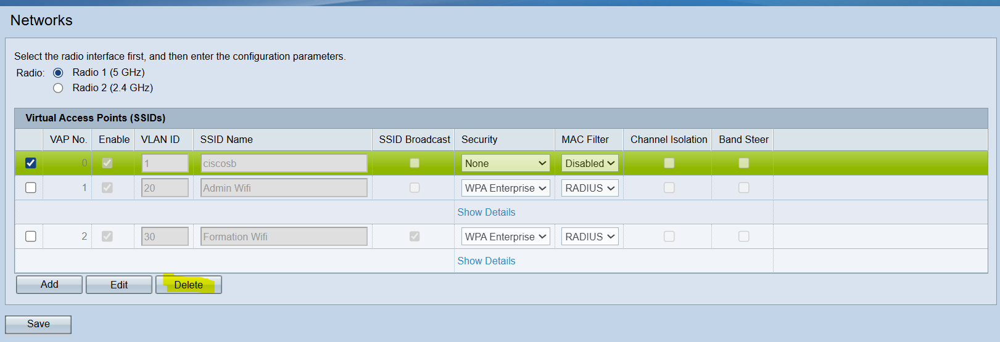 Networks
Select the radio interface first, and then enter the configuration parameters.
Radio: Radio 1 (5 GHz)
Radio 2 (2.4 GHz)
Virtual Access Points (SSIDs)
VAP No. Enable VLAN ID SSID Name SSID Broadcast Security MAC Filter Channel Isolation Band Steer
0 1 ciscosb None Disabled
1 20 Admin Wifi WPA Enterprise RADIUS
Show Details
2 30 Formation Wifi WPA Enterprise RADIUS
Show Details
Add Edit Delete
Save